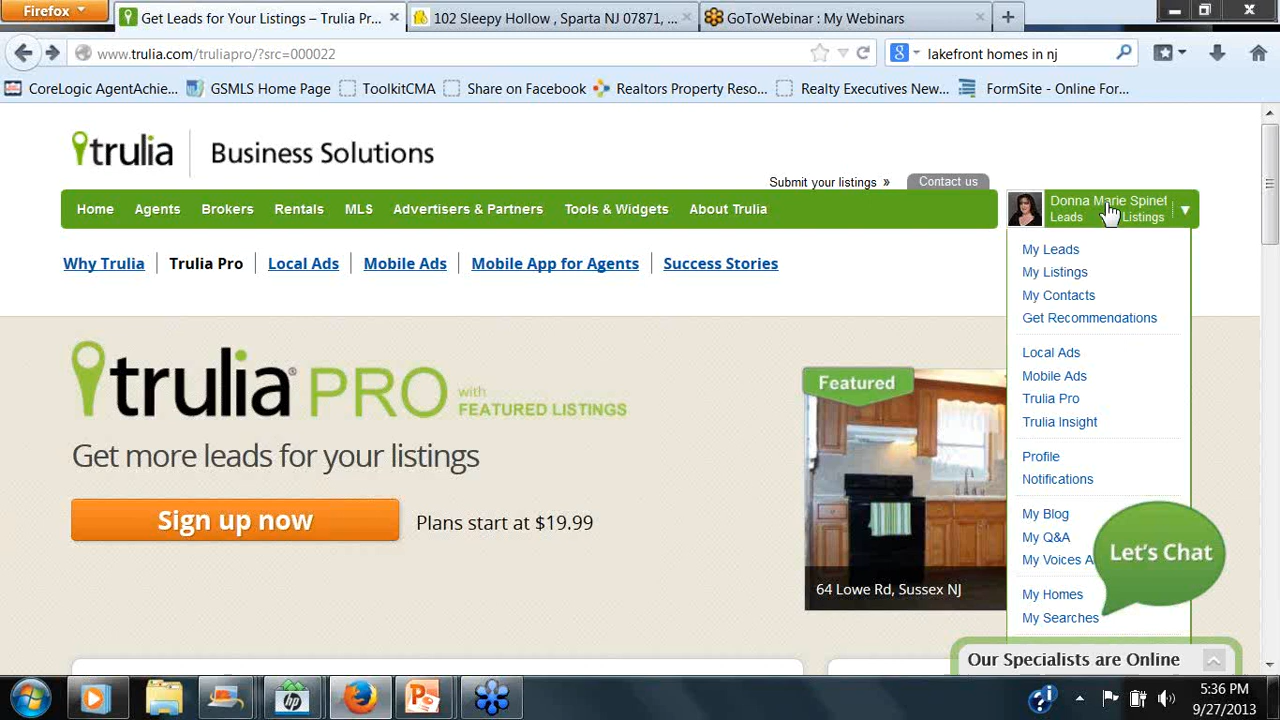 Firefox
Get Leads for Your Listings – Trulia Pr...
102 Sleepy Hollow , Sparta NJ 07871, ...
GoToWebinar : My Webinars
www.trulia.com/truliapro/?src=000022
lakefront homes in nj
CoreLogic AgentAchie...
GSMLS Home Page
ToolkitCMA
Share on Facebook
Realtors Property Reso...
Realty Executives New...
FormSite - Online For...
trulia
Business Solutions
Submit your listings »
Contact us
Home
Agents
Brokers
Rentals
MLS
Advertisers & Partners
Tools & Widgets
About Trulia
Donna Marie Spinet
Leads
Listings
Why Trulia
Trulia Pro
Local Ads
Mobile Ads
Mobile App for Agents
Success Stories
My Leads
My Listings
My Contacts
Get Recommendations
Local Ads
Mobile Ads
Trulia Pro
Trulia Insight
Profile
Notifications
My Blog
My Q&A
My Voices A
My Homes
My Searches
trulia® PRO with
FEATURED LISTINGS
Get more leads for your listings
Sign up now
Plans start at $19.99
Featured
64 Lowe Rd, Sussex NJ
Let's Chat
Our Specialists are Online
5:36 PM
9/27/2013